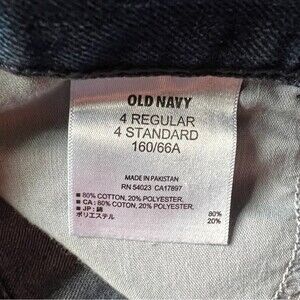 OLD NAVY
4 REGULAR
4 STANDARD
160/66A
MADE IN PAKISTAN
RN 54023 CA17897
■ 80% COTTON, 20% POLYESTER.
■ CA : 80% COTON, 20% POLYESTER.
■ JP : 綿 80%
ポリエステル 20%